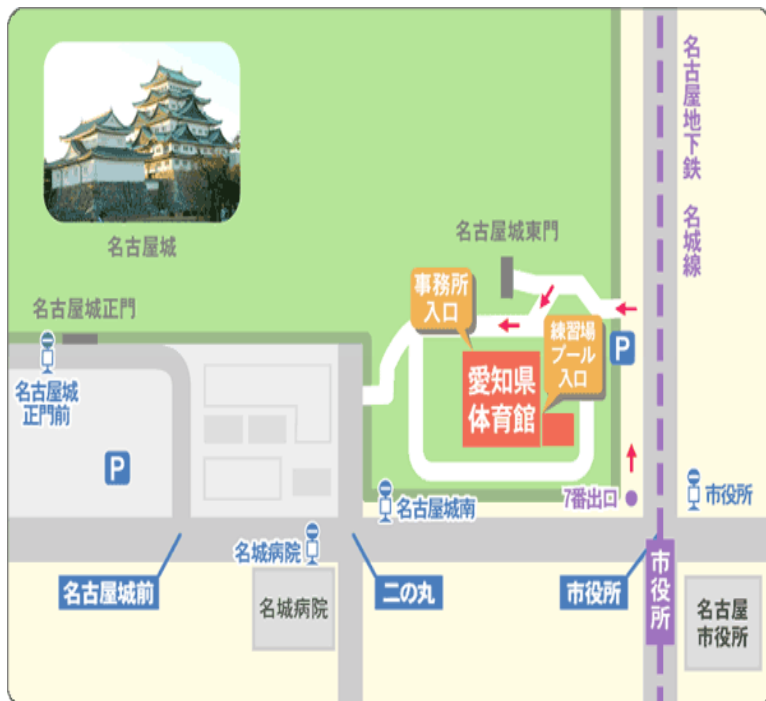 名古屋地下鉄 名城線
名古屋城
名古屋城東門
事務所
入口
練習場
プール
入口
P
名古屋城正門
名古屋城
正門前
愛知県
体育館
P
名古屋城南
7番出口
市役所
名城病院
名古屋城前
二の丸
市役所
市役所
名城病院
名古屋
市役所